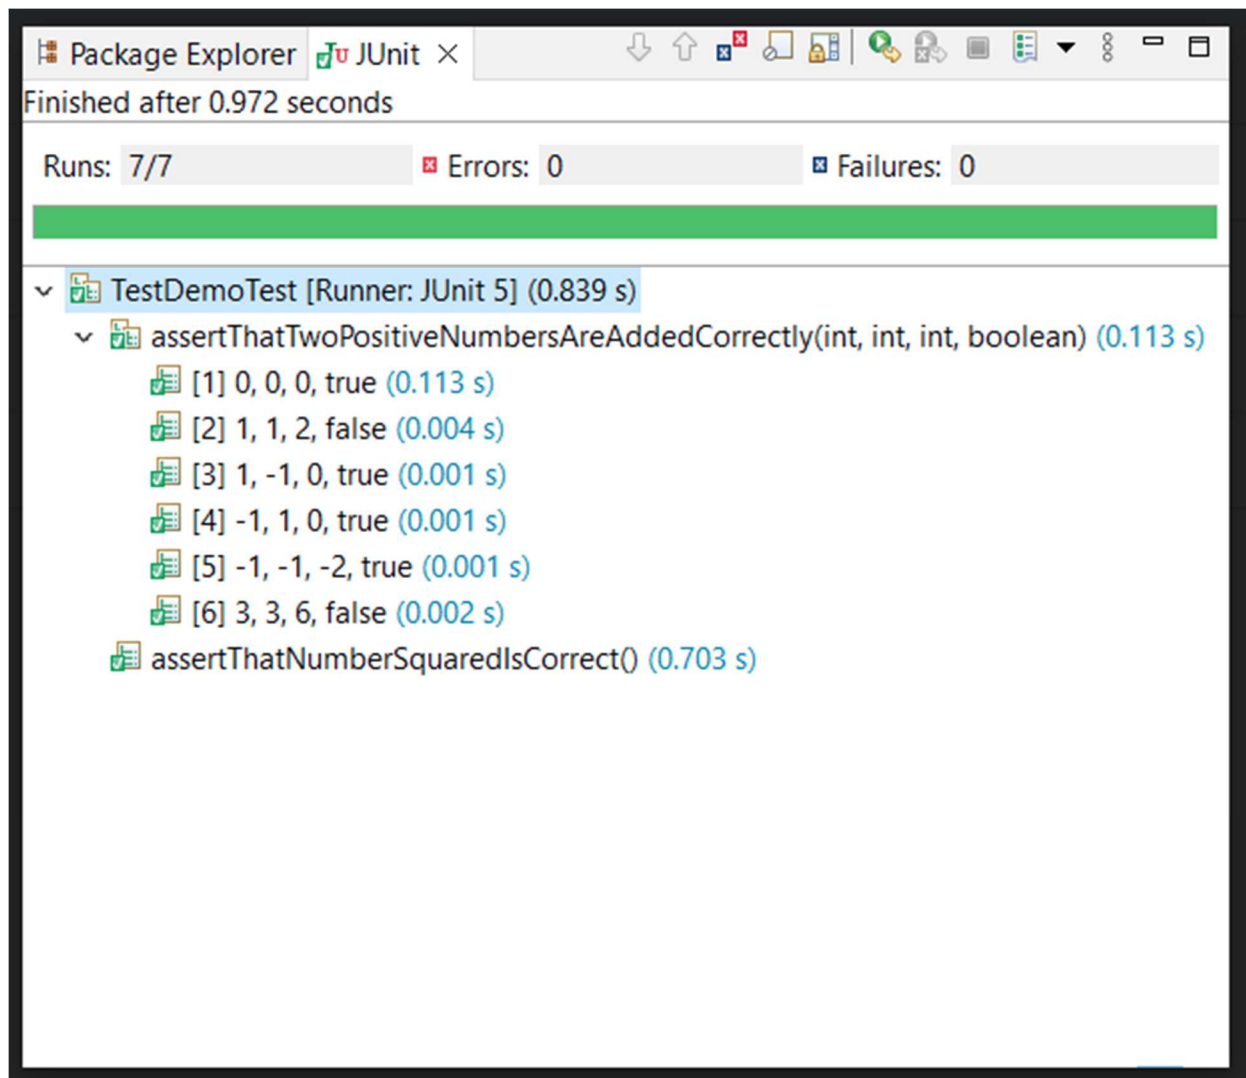 Package Explorer JUnit
Finished after 0.972 seconds
Runs: 7/7 Errors: 0 Failures: 0
TestDemoTest [Runner: JUnit 5] (0.839 s)
assertThatTwoPositiveNumbersAreAddedCorrectly(int, int, int, boolean) (0.113 s)
[1] 0, 0, 0, true (0.113 s)
[2] 1, 1, 2, false (0.004 s)
[3] 1, -1, 0, true (0.001 s)
[4] -1, 1, 0, true (0.001 s)
[5] -1, -1, -2, true (0.001 s)
[6] 3, 3, 6, false (0.002 s)
assertThatNumberSquaredIsCorrect() (0.703 s)